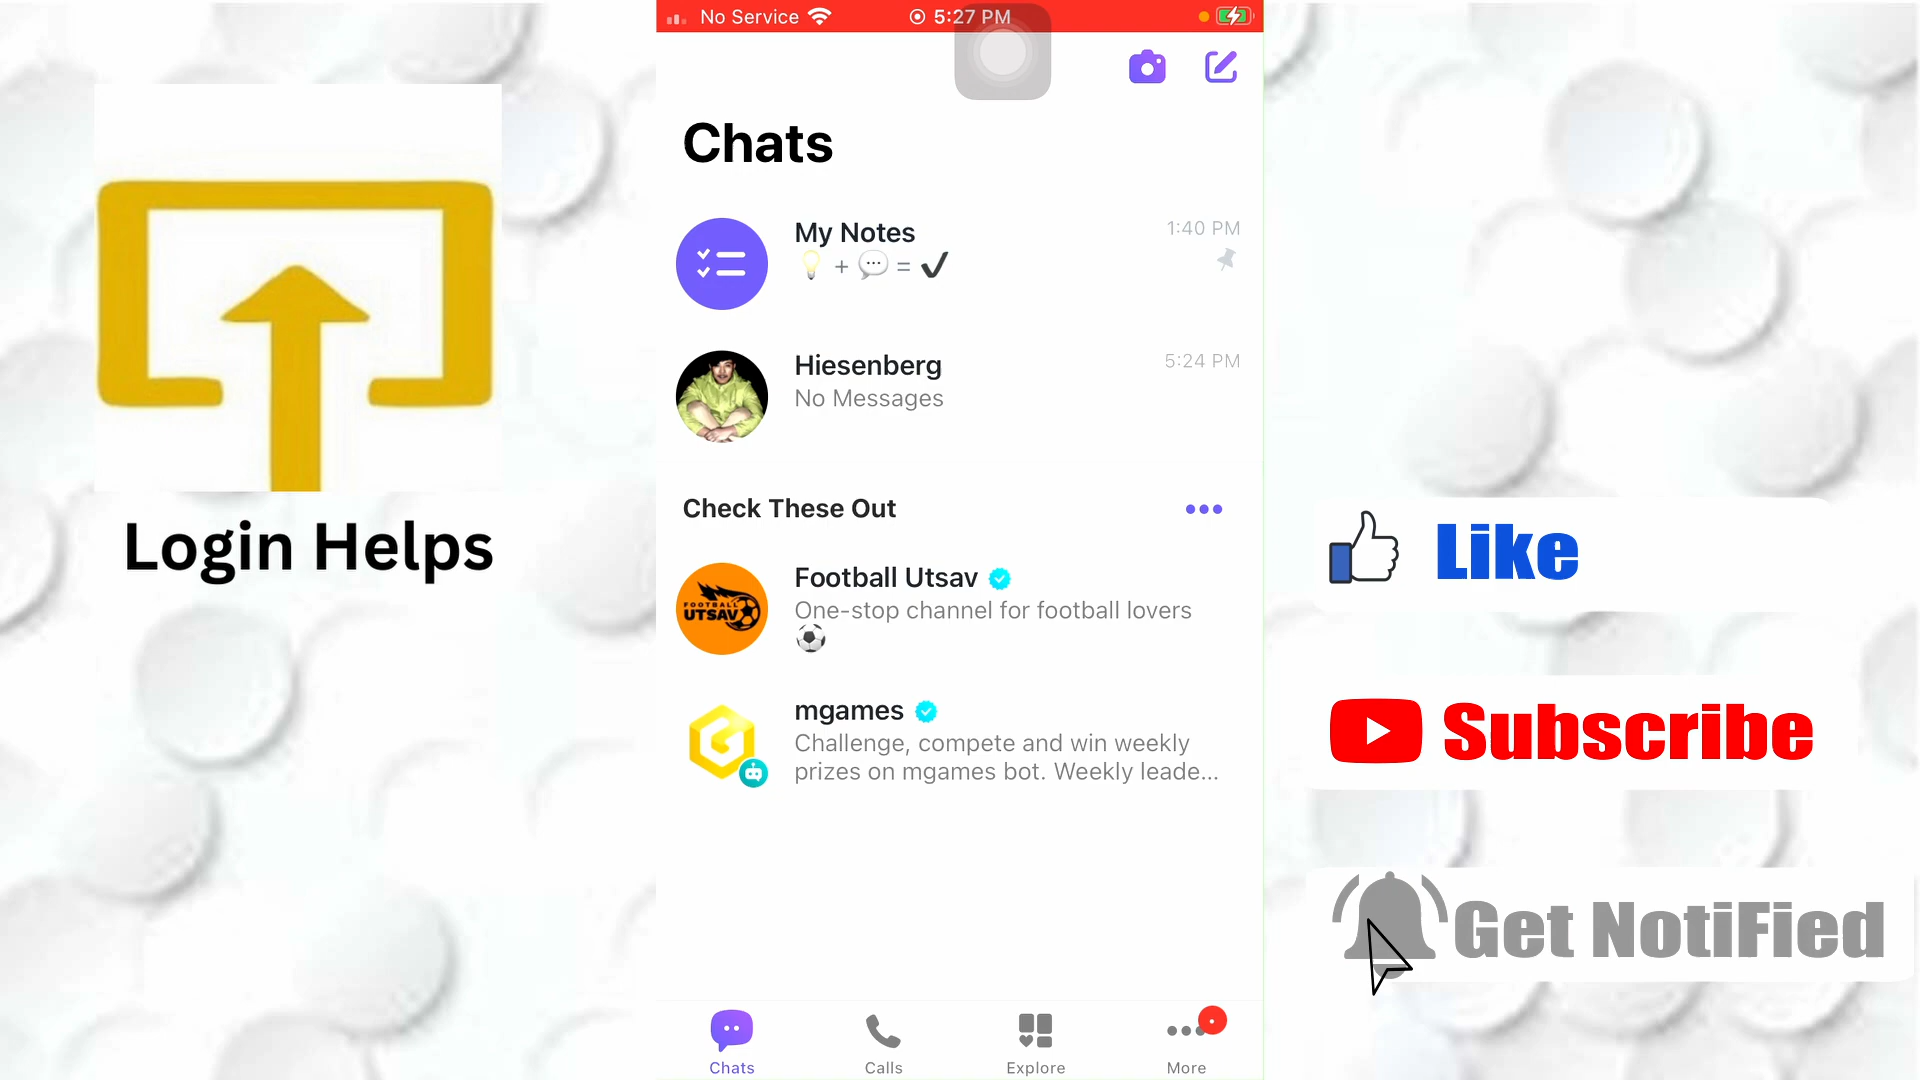 No Service
5:27 PM
Chats
My Notes
1:40 PM
💡 + 💬 = ✔
Hiesenberg
5:24 PM
No Messages
Check These Out
Football Utsav
One-stop channel for football lovers
⚽
FOOTBALL
UTSAV
mgames
Challenge, compete and win weekly
prizes on mgames bot. Weekly leade...
Chats
Calls
Explore
More
Login Helps
Like
Subscribe
Get NotiFied